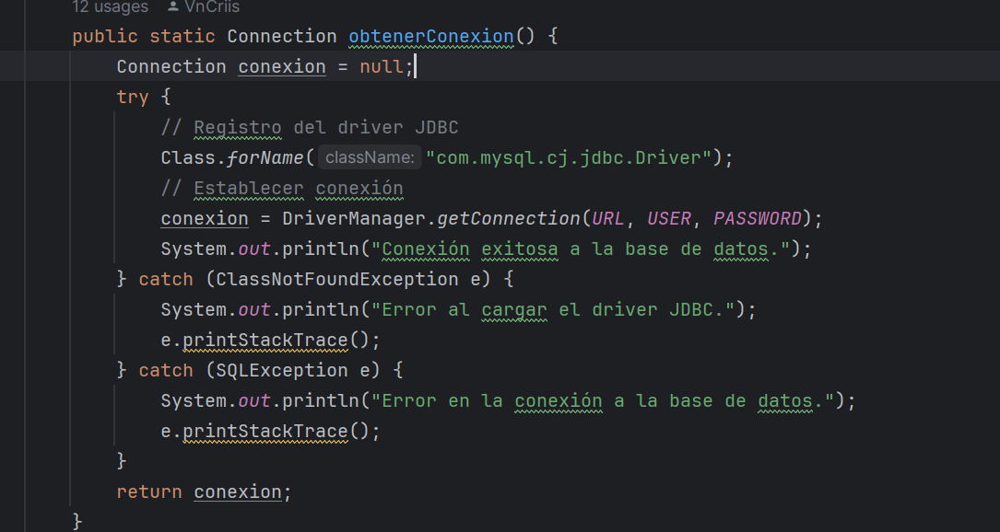 12 usages VnCriis
public static Connection obtenerConexion() {
Connection conexion = null;
try {
// Registro del driver JDBC
Class.forName( className: "com.mysql.cj.jdbc.Driver");
// Establecer conexión
conexion = DriverManager.getConnection(URL, USER, PASSWORD);
System.out.println("Conexión exitosa a la base de datos.");
} catch (ClassNotFoundException e) {
System.out.println("Error al cargar el driver JDBC.");
e.printStackTrace();
} catch (SQLException e) {
System.out.println("Error en la conexión a la base de datos.");
e.printStackTrace();
}
return conexion;
}